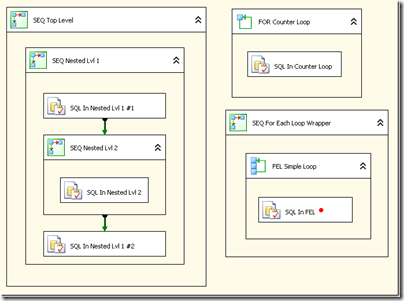 SEQ Top Level
SEQ Nested Lvl 1
SQL In Nested Lvl 1 #1
SEQ Nested Lvl 2
SQL In Nested Lvl 2
SQL In Nested Lvl 1 #2
FOR Counter Loop
SQL In Counter Loop
SEQ For Each Loop Wrapper
FEL Simple Loop
SQL In FEL